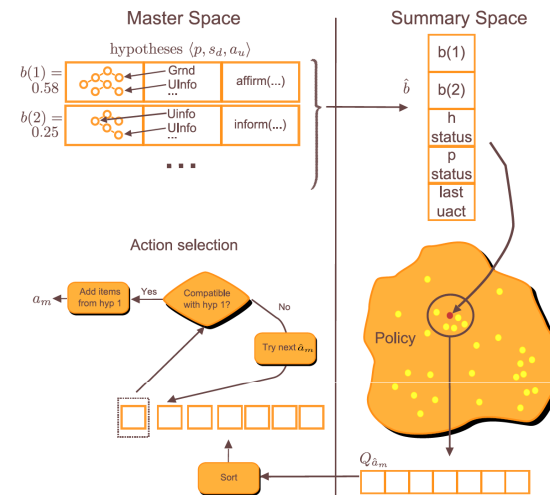 Master Space
Summary Space
hypotheses ⟨p, s_d, a_u⟩
b(1) =
0.58
Grnd
UInfo
...
affirm(...)
b(2) =
0.25
Uinfo
UInfo
...
inform(...)
...
b̂
b(1)
b(2)
h
status
p
status
last
uact
Action selection
a_m
Add items
from hyp 1
Yes
Compatible
with hyp 1?
No
Try next â_m
Policy
Q_â_m
Sort